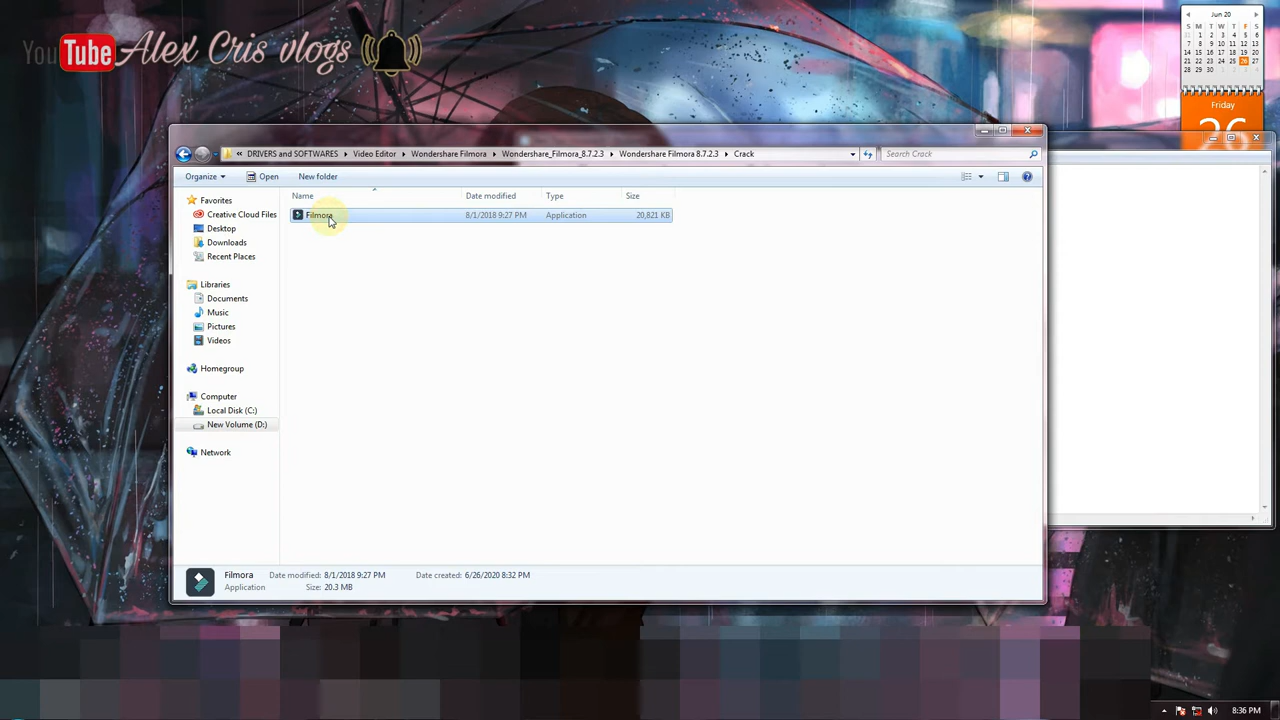 YouTube Alex Cris vlogs
Jun 20
S M T W T F S
31 1 2 3 4 5 6
7 8 9 10 11 12 13
14 15 16 17 18 19 20
21 22 23 24 25 26 27
28 29 30 1 2 3 4
Friday
26
DRIVERS and SOFTWARES Video Editor Wondershare Filmora Wondershare_Filmora_8.7.2.3 Wondershare Filmora 8.7.2.3 Crack
Search Crack
Organize Open New folder
Name Date modified Type Size
Filmora 8/1/2018 9:27 PM Application 20,821 KB
Favorites
Creative Cloud Files
Desktop
Downloads
Recent Places
Libraries
Documents
Music
Pictures
Videos
Homegroup
Computer
Local Disk (C:)
New Volume (D:)
Network
Filmora Date modified: 8/1/2018 9:27 PM Date created: 6/26/2020 8:32 PM
Application Size: 20.3 MB
8:36 PM